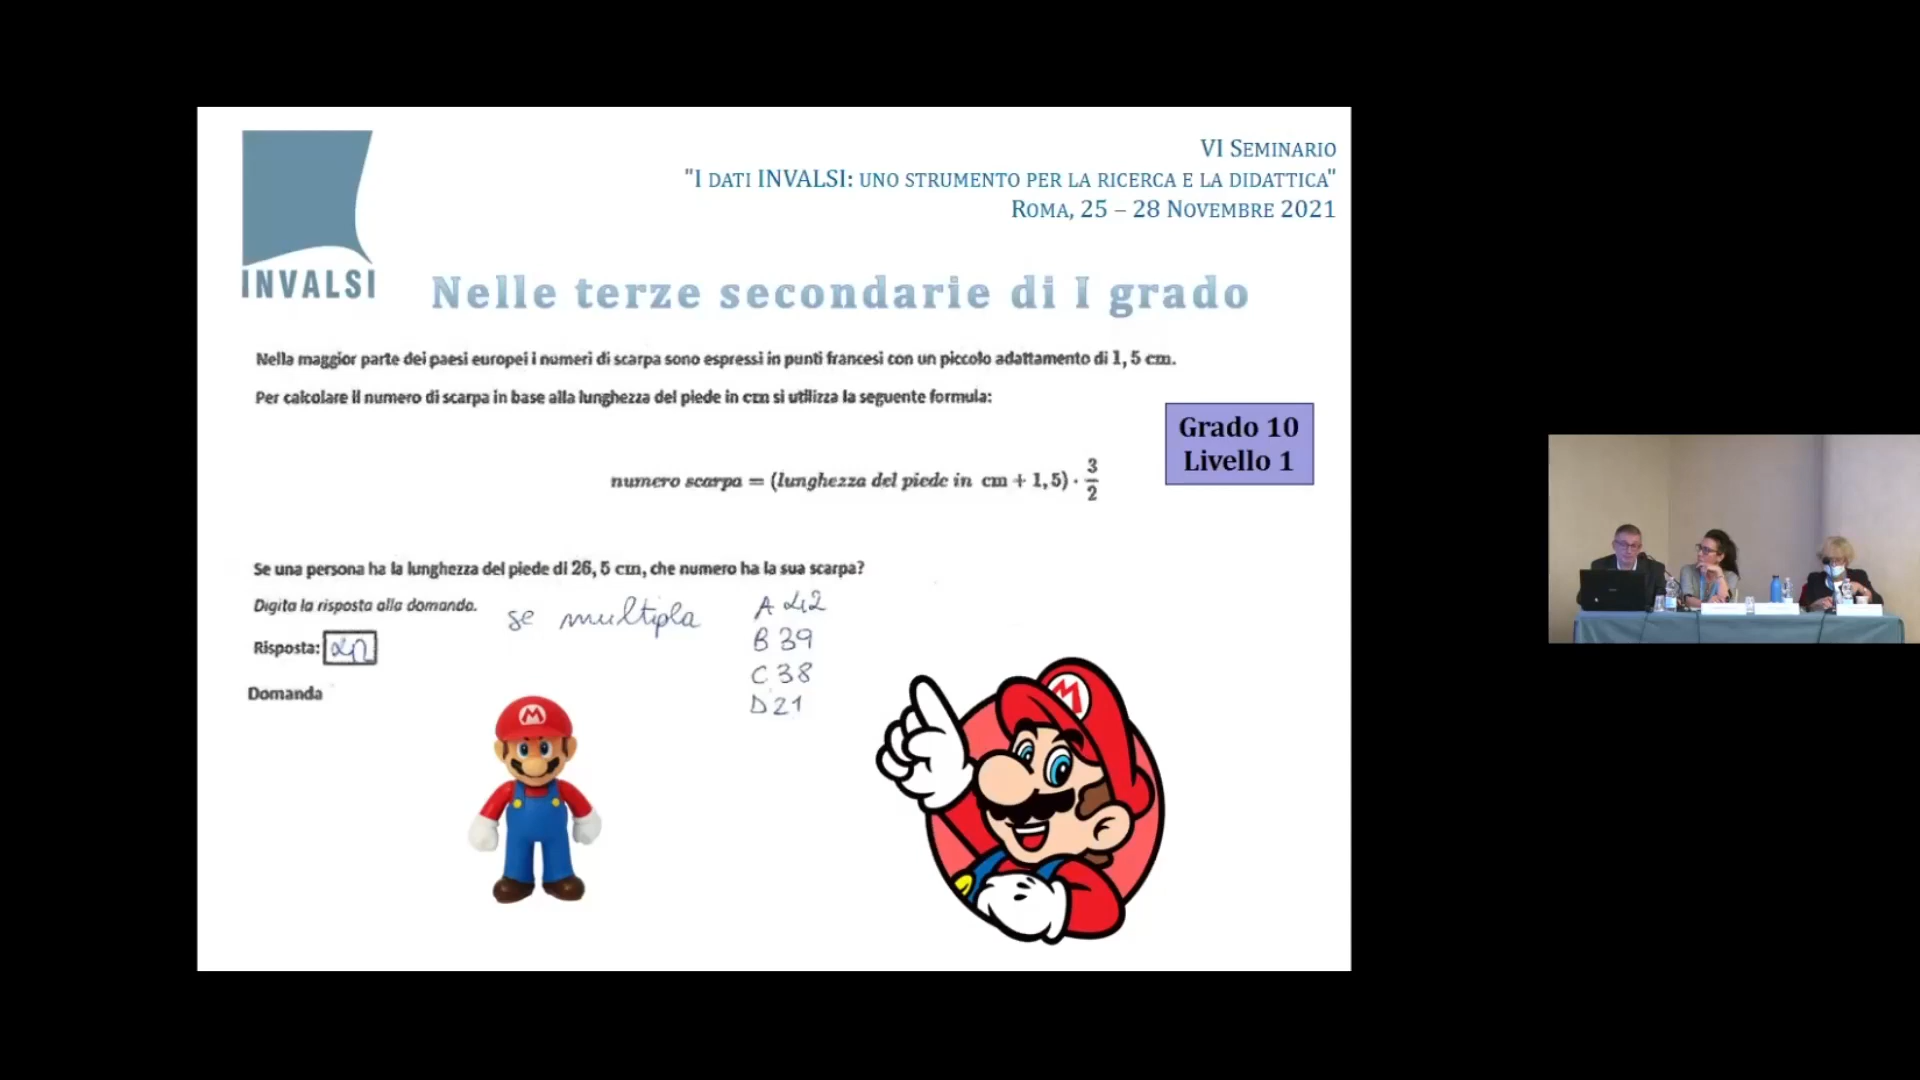 VI Seminario
"I dati INVALSI: uno strumento per la ricerca e la didattica"
Roma, 25 – 28 Novembre 2021
INVALSI
Nelle terze secondarie di I grado
Nella maggior parte dei paesi europei i numeri di scarpa sono espressi in punti francesi con un piccolo adattamento di 1,5 cm.
Per calcolare il numero di scarpa in base alla lunghezza del piede in cm si utilizza la seguente formula:
Grado 10
Livello 1
numero scarpa = (lunghezza del piede in cm + 1,5) · 3/2
Se una persona ha la lunghezza del piede di 26,5 cm, che numero ha la sua scarpa?
Digita la risposta alla domanda.
se multipla
A 42
B 39
C 38
D 21
Risposta: 42
Domanda
M
M